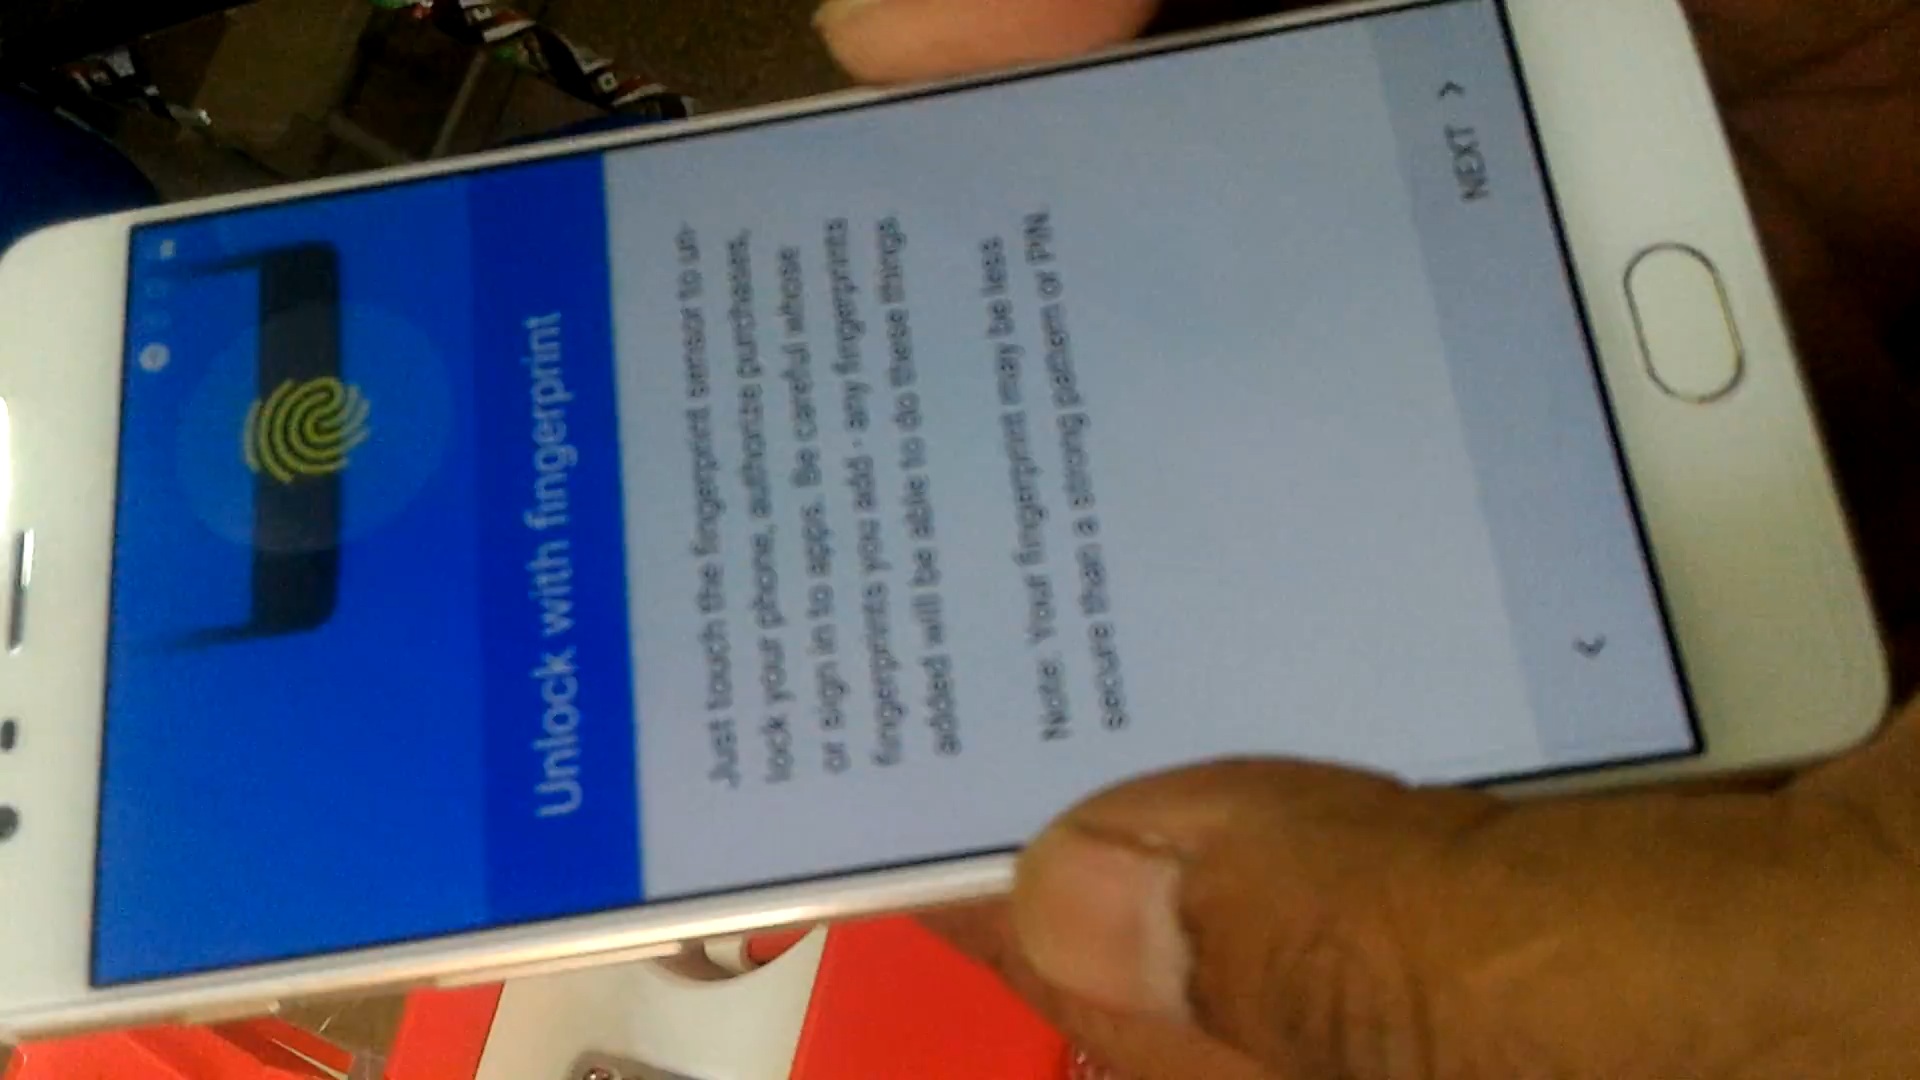 Unlock with fingerprint
Just touch the fingerprint sensor to un-
lock your phone, authorize purchases,
or sign in to apps. Be careful whose
fingerprints you add - any fingerprints
added will be able to do these things.
Note: Your fingerprint may be less
secure than a strong pattern or PIN.
NEXT